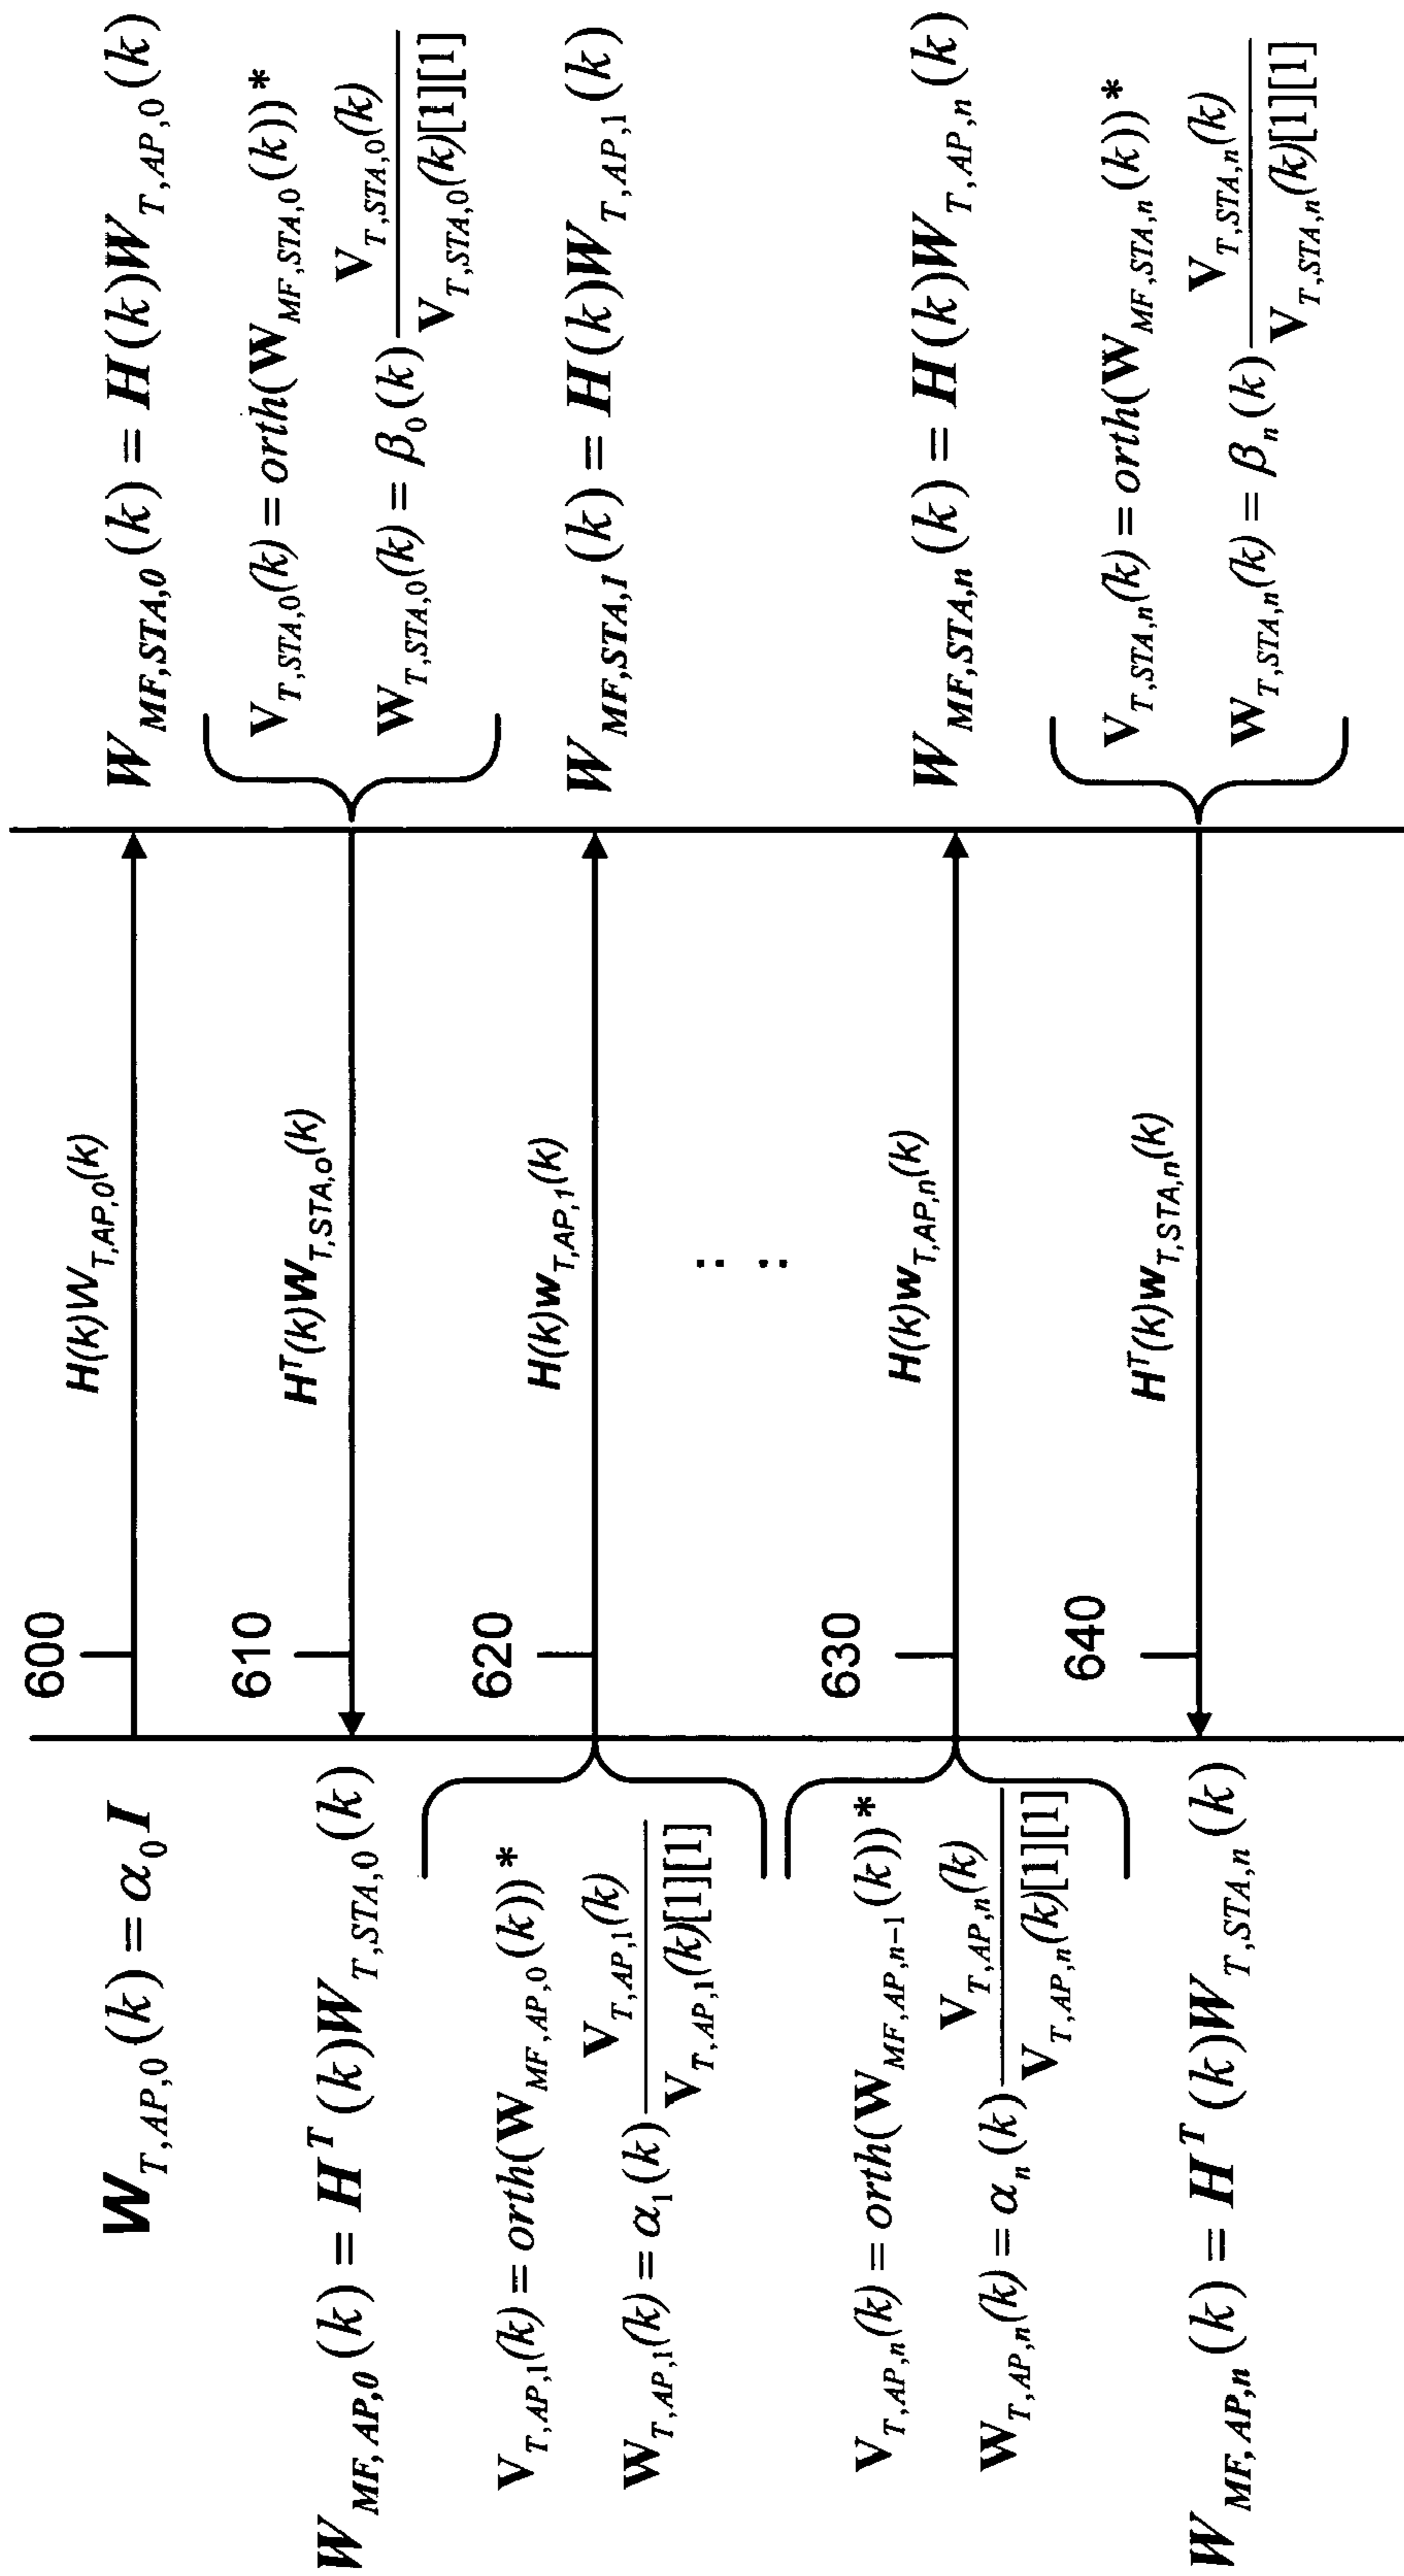 W_{T,AP,0}(k) = α_0 I
600
H(k)W_{T,AP,0}(k)
W_{MF,STA,0}(k) = H(k)W_{T,AP,0}(k)
W_{MF,AP,0}(k) = H^T(k)W_{T,STA,0}(k)
610
H^T(k)W_{T,STA,o}(k)
V_{T,STA,0}(k) = orth(W_{MF,STA,0}(k))*
W_{T,STA,0}(k) = β_0(k) V_{T,STA,0}(k) / V_{T,STA,0}(k)[1][1]
V_{T,AP,1}(k) = orth(W_{MF,AP,0}(k))*
W_{T,AP,1}(k) = α_1(k) V_{T,AP,1}(k) / V_{T,AP,1}(k)[1][1]
620
H(k)w_{T,AP,1}(k)
W_{MF,STA,1}(k) = H(k)W_{T,AP,1}(k)
V_{T,AP,n}(k) = orth(W_{MF,AP,n-1}(k))*
W_{T,AP,n}(k) = α_n(k) V_{T,AP,n}(k) / V_{T,AP,n}(k)[1][1]
630
H(k)w_{T,AP,n}(k)
W_{MF,STA,n}(k) = H(k)W_{T,AP,n}(k)
W_{MF,AP,n}(k) = H^T(k)W_{T,STA,n}(k)
640
H^T(k)w_{T,STA,n}(k)
V_{T,STA,n}(k) = orth(W_{MF,STA,n}(k))*
W_{T,STA,n}(k) = β_n(k) V_{T,STA,n}(k) / V_{T,STA,n}(k)[1][1]